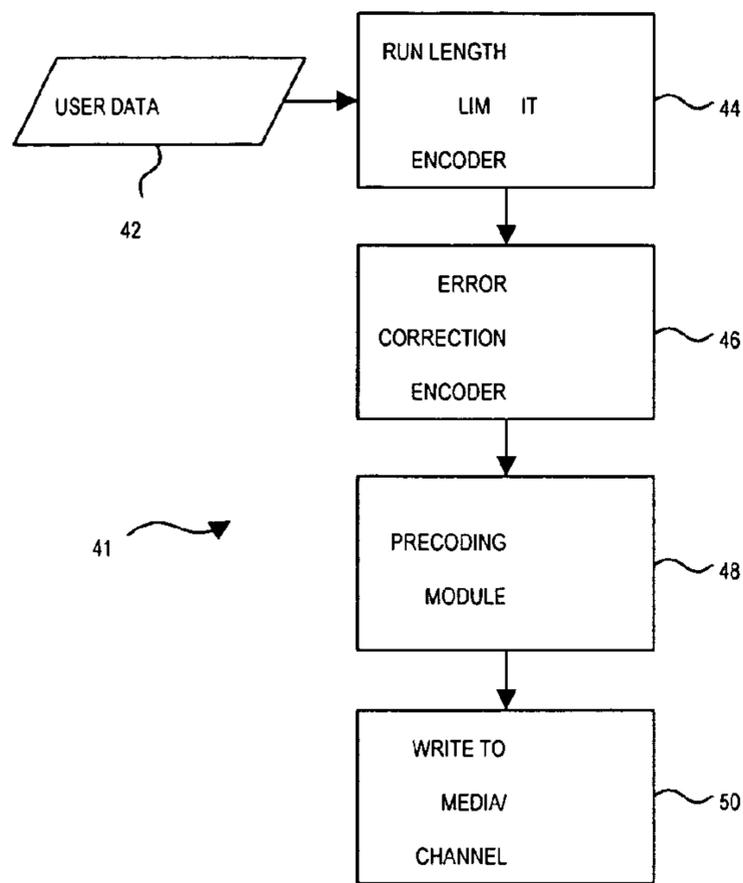 RUN LENGTH
LIM IT
ENCODER
44
USER DATA
42
ERROR
CORRECTION
ENCODER
46
41
PRECODING
MODULE
48
WRITE TO
MEDIA/
CHANNEL
50